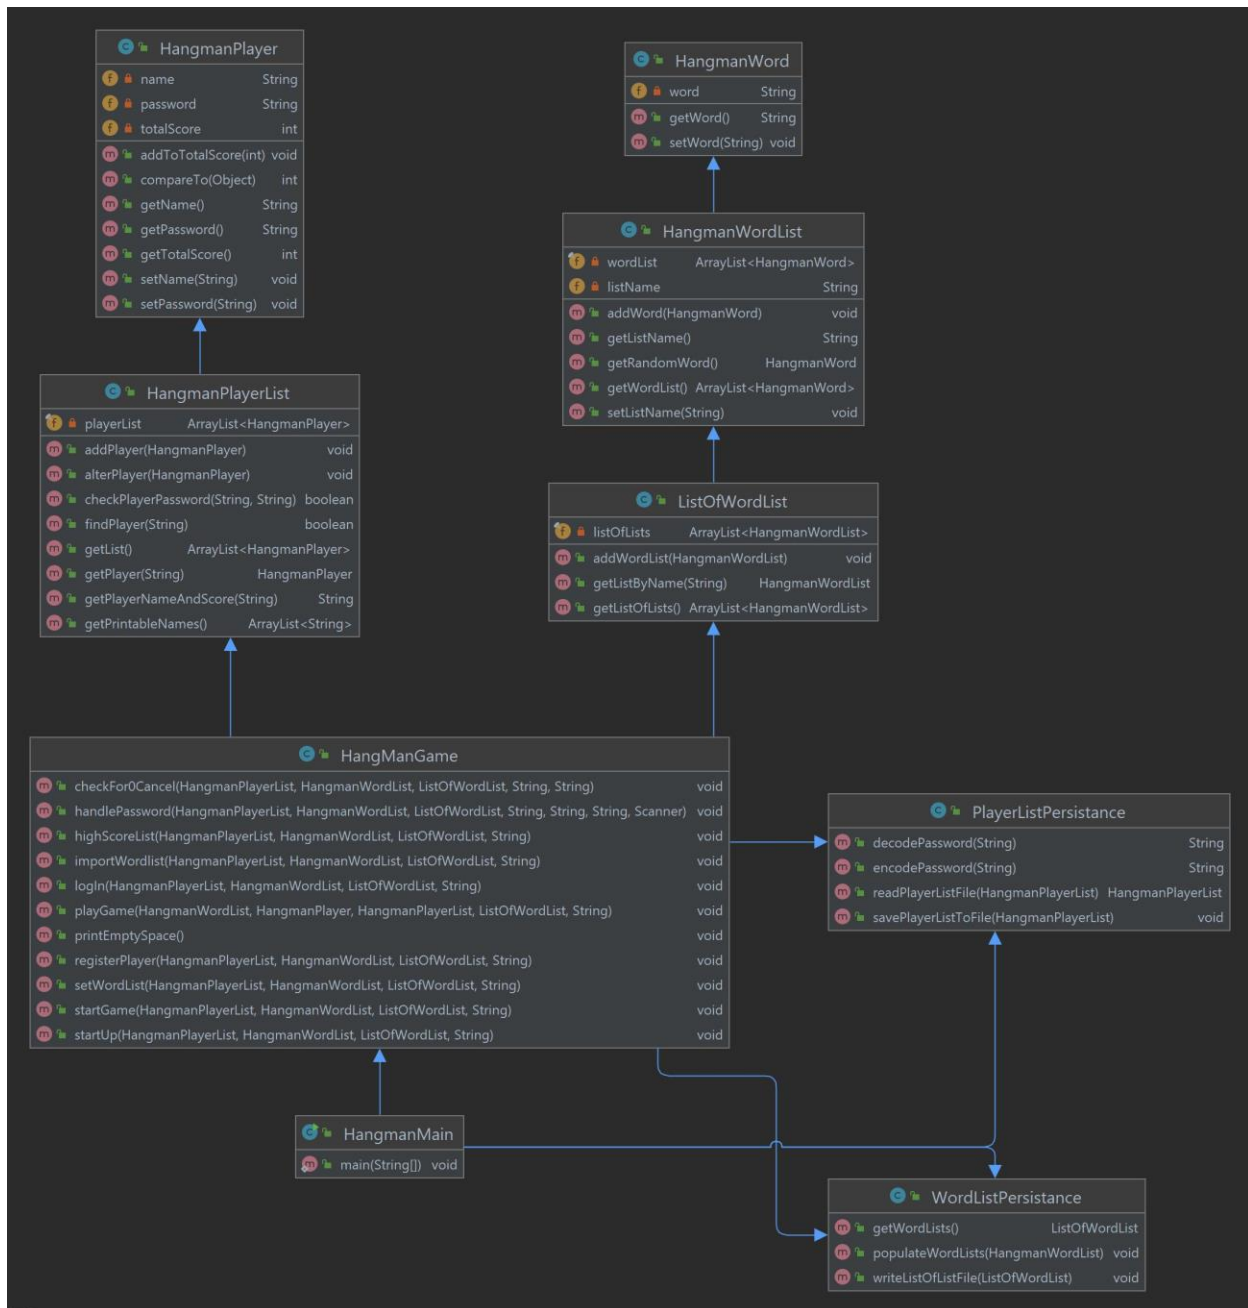 HangmanPlayer
name String
password String
totalScore int
addToTotalScore(int) void
compareTo(Object) int
getName() String
getPassword() String
getTotalScore() int
setName(String) void
setPassword(String) void
HangmanWord
word String
getWord() String
setWord(String) void
HangmanWordList
wordList ArrayList<HangmanWord>
listName String
addWord(HangmanWord) void
getListName() String
getRandomWord() HangmanWord
getWordList() ArrayList<HangmanWord>
setListName(String) void
HangmanPlayerList
playerList ArrayList<HangmanPlayer>
addPlayer(HangmanPlayer) void
alterPlayer(HangmanPlayer) void
checkPlayerPassword(String, String) boolean
findPlayer(String) boolean
getList() ArrayList<HangmanPlayer>
getPlayer(String) HangmanPlayer
getPlayerNameAndScore(String) String
getPrintableNames() ArrayList<String>
ListOfWordList
listOfLists ArrayList<HangmanWordList>
addWordList(HangmanWordList) void
getListByName(String) HangmanWordList
getListOfLists() ArrayList<HangmanWordList>
HangManGame
checkFor0Cancel(HangmanPlayerList, HangmanWordList, ListOfWordList, String, String) void
handlePassword(HangmanPlayerList, HangmanWordList, ListOfWordList, String, String, String, Scanner) void
highScoreList(HangmanPlayerList, HangmanWordList, ListOfWordList, String) void
importWordlist(HangmanPlayerList, HangmanWordList, ListOfWordList, String) void
logIn(HangmanPlayerList, HangmanWordList, ListOfWordList, String) void
playGame(HangmanWordList, HangmanPlayer, HangmanPlayerList, ListOfWordList, String) void
printEmptySpace() void
registerPlayer(HangmanPlayerList, HangmanWordList, ListOfWordList, String) void
setWordList(HangmanPlayerList, HangmanWordList, ListOfWordList, String) void
startGame(HangmanPlayerList, HangmanWordList, ListOfWordList, String) void
startUp(HangmanPlayerList, HangmanWordList, ListOfWordList, String) void
PlayerListPersistance
decodePassword(String) String
encodePassword(String) String
readPlayerListFile(HangmanPlayerList) HangmanPlayerList
savePlayerListToFile(HangmanPlayerList) void
HangmanMain
main(String[]) void
WordListPersistance
getWordLists() ListOfWordList
populateWordLists(HangmanWordList) void
writeListOfListFile(ListOfWordList) void